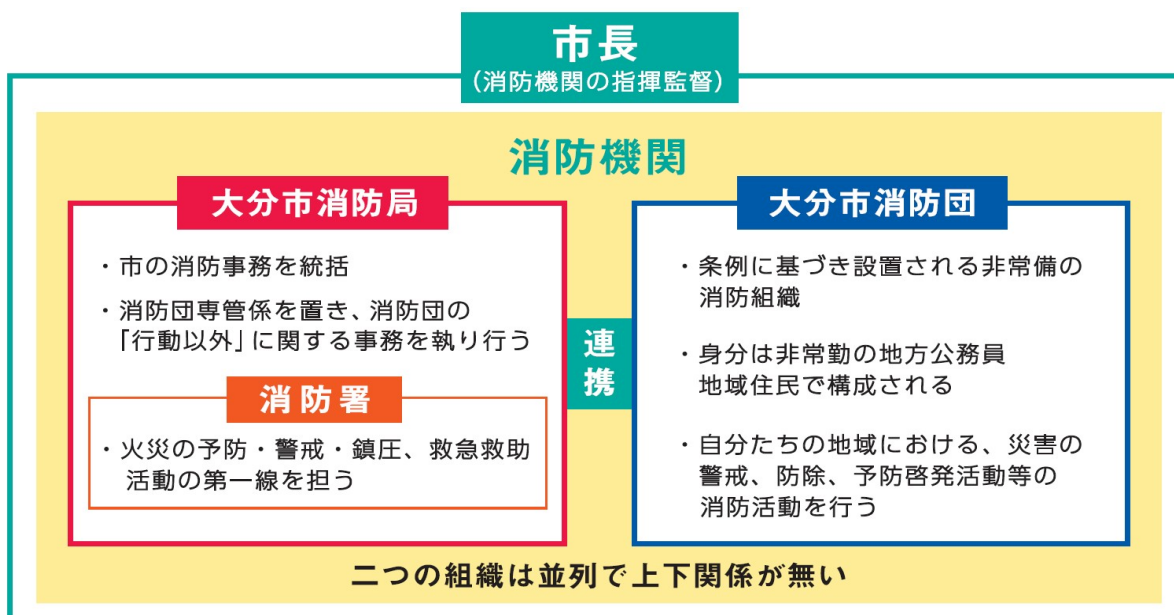 市長
（消防機関の指揮監督）
消防機関
大分市消防局
・市の消防事務を統括
・消防団専管係を置き、消防団の
「行動以外」に関する事務を執り行う
消防署
・火災の予防・警戒・鎮圧、救急救助
活動の第一線を担う
連携
大分市消防団
・条例に基づき設置される非常備の
消防組織
・身分は非常勤の地方公務員
地域住民で構成される
・自分たちの地域における、災害の
警戒、防除、予防啓発活動等の
消防活動を行う
二つの組織は並列で上下関係が無い